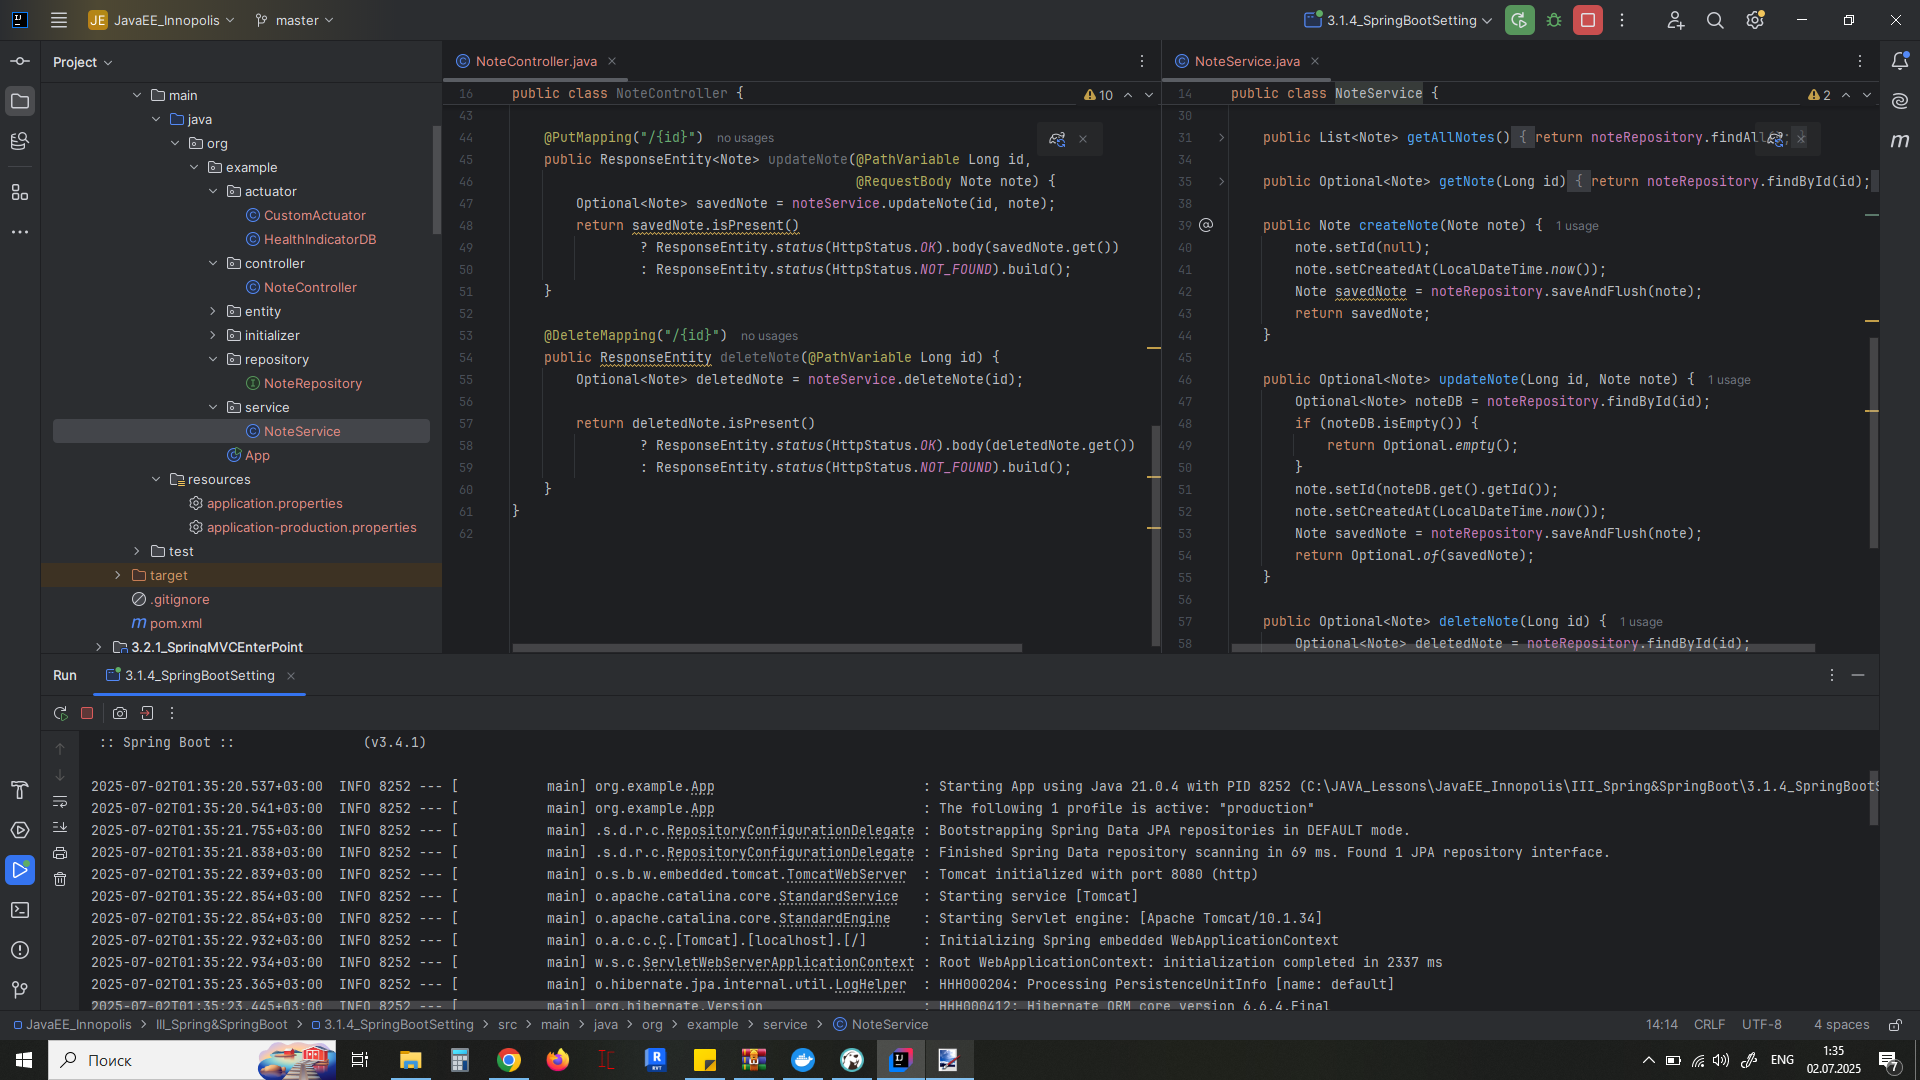 JE JavaEE_Innopolis master
3.1.4_SpringBootSetting
Project
main
java
org
example
actuator
CustomActuator
HealthIndicatorDB
controller
NoteController
entity
initializer
repository
NoteRepository
service
NoteService
App
resources
application.properties
application-production.properties
test
target
.gitignore
pom.xml
3.2.1_SpringMVCEnterPoint
NoteController.java
16 public class NoteController { 10
43
44 @PutMapping("/{id}") no usages
45 public ResponseEntity<Note> updateNote(@PathVariable Long id,
46 @RequestBody Note note) {
47 Optional<Note> savedNote = noteService.updateNote(id, note);
48 return savedNote.isPresent()
49 ? ResponseEntity.status(HttpStatus.OK).body(savedNote.get())
50 : ResponseEntity.status(HttpStatus.NOT_FOUND).build();
51 }
52
53 @DeleteMapping("/{id}") no usages
54 public ResponseEntity deleteNote(@PathVariable Long id) {
55 Optional<Note> deletedNote = noteService.deleteNote(id);
56
57 return deletedNote.isPresent()
58 ? ResponseEntity.status(HttpStatus.OK).body(deletedNote.get())
59 : ResponseEntity.status(HttpStatus.NOT_FOUND).build();
60 }
61 }
62
NoteService.java
14 public class NoteService { 2
30
31 public List<Note> getAllNotes() { return noteRepository.findAll
34
35 public Optional<Note> getNote(Long id) { return noteRepository.findById(id);
38
39 public Note createNote(Note note) { 1 usage
40 note.setId(null);
41 note.setCreatedAt(LocalDateTime.now());
42 Note savedNote = noteRepository.saveAndFlush(note);
43 return savedNote;
44 }
45
46 public Optional<Note> updateNote(Long id, Note note) { 1 usage
47 Optional<Note> noteDB = noteRepository.findById(id);
48 if (noteDB.isEmpty()) {
49 return Optional.empty();
50 }
51 note.setId(noteDB.get().getId());
52 note.setCreatedAt(LocalDateTime.now());
53 Note savedNote = noteRepository.saveAndFlush(note);
54 return Optional.of(savedNote);
55 }
56
57 public Optional<Note> deleteNote(Long id) { 1 usage
58 Optional<Note> deletedNote = noteRepository.findById(id);
Run 3.1.4_SpringBootSetting
:: Spring Boot :: (v3.4.1)
2025-07-02T01:35:20.537+03:00 INFO 8252 --- [ main] org.example.App : Starting App using Java 21.0.4 with PID 8252 (C:\JAVA_Lessons\JavaEE_Innopolis\III_Spring&SpringBoot\3.1.4_SpringBootS
2025-07-02T01:35:20.541+03:00 INFO 8252 --- [ main] org.example.App : The following 1 profile is active: "production"
2025-07-02T01:35:21.755+03:00 INFO 8252 --- [ main] .s.d.r.c.RepositoryConfigurationDelegate : Bootstrapping Spring Data JPA repositories in DEFAULT mode.
2025-07-02T01:35:21.838+03:00 INFO 8252 --- [ main] .s.d.r.c.RepositoryConfigurationDelegate : Finished Spring Data repository scanning in 69 ms. Found 1 JPA repository interface.
2025-07-02T01:35:22.839+03:00 INFO 8252 --- [ main] o.s.b.w.embedded.tomcat.TomcatWebServer : Tomcat initialized with port 8080 (http)
2025-07-02T01:35:22.854+03:00 INFO 8252 --- [ main] o.apache.catalina.core.StandardService : Starting service [Tomcat]
2025-07-02T01:35:22.854+03:00 INFO 8252 --- [ main] o.apache.catalina.core.StandardEngine : Starting Servlet engine: [Apache Tomcat/10.1.34]
2025-07-02T01:35:22.932+03:00 INFO 8252 --- [ main] o.a.c.c.C.[Tomcat].[localhost].[/] : Initializing Spring embedded WebApplicationContext
2025-07-02T01:35:22.934+03:00 INFO 8252 --- [ main] w.s.c.ServletWebServerApplicationContext : Root WebApplicationContext: initialization completed in 2337 ms
2025-07-02T01:35:23.365+03:00 INFO 8252 --- [ main] o.hibernate.jpa.internal.util.LogHelper : HHH000204: Processing PersistenceUnitInfo [name: default]
2025-07-02T01:35:23.445+03:00 INFO 8252 --- [ main] org.hibernate.Version : HHH000412: Hibernate ORM core version 6.6.4.Final
JavaEE_Innopolis > III_Spring&SpringBoot > 3.1.4_SpringBootSetting > src > main > java > org > example > service > NoteService
14:14 CRLF UTF-8 4 spaces
Поиск
ENG
1:35
02.07.2025
7